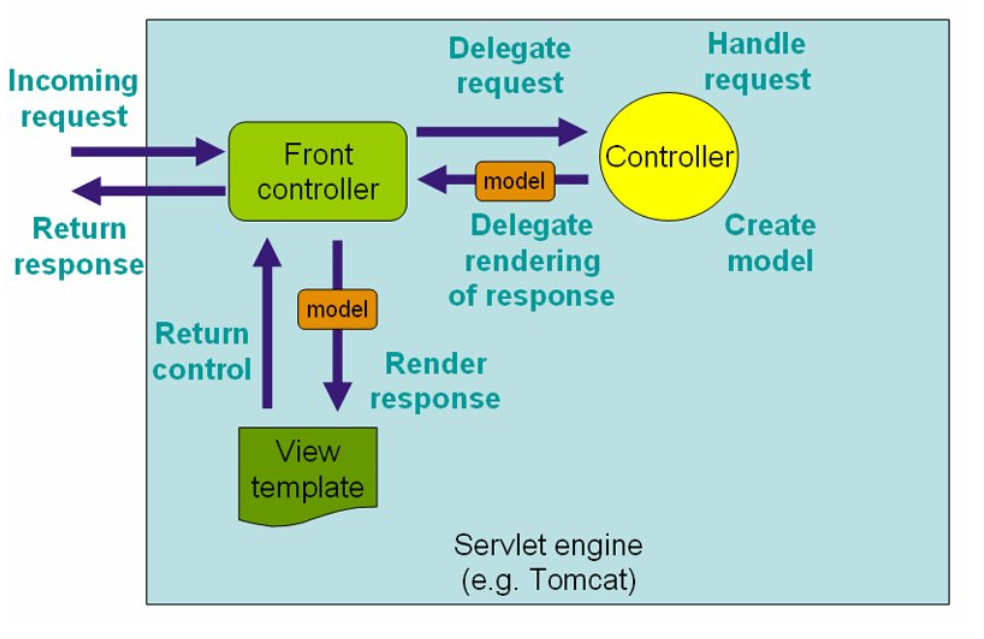 Incoming
request
Return
response
Front
controller
Delegate
request
Handle
request
Controller
model
Delegate
rendering
of response
Create
model
Return
control
model
Render
response
View
template
Servlet engine
(e.g. Tomcat)